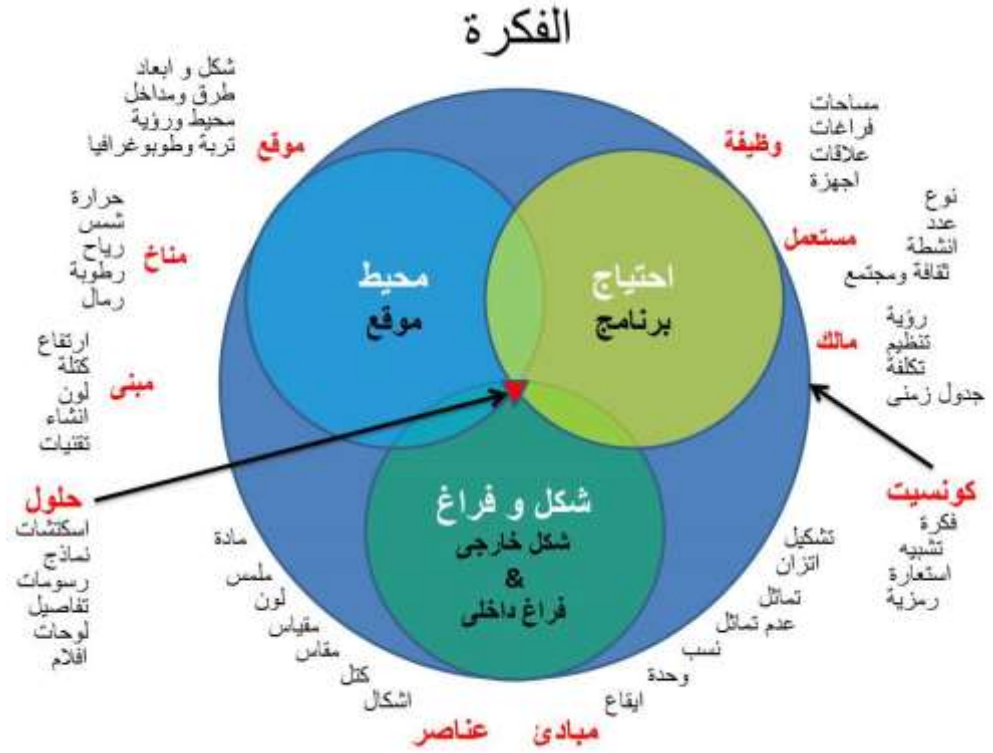 الفكرة
وظيفة
مساحات
فراغات
علاقات
اجهزة
مستعمل
نوع
عدد
انشطة
ثقافة ومجتمع
مالك
رؤية
تنظيم
تكلفة
جدول زمنى
كونسيت
فكرة
تشبيه
استعارة
رمزية
موقع
شكل و ابعاد
طرق ومداخل
محيط ورؤية
تربة وطوبوغرافيا
مناخ
حرارة
شمس
رياح
رطوبة
رمال
مبنى
ارتفاع
كتلة
لون
انشاء
تقنيات
حلول
اسكتشات
نماذج
رسومات
تفاصيل
لوحات
افلام
احتياج
برنامج
محيط
موقع
شكل و فراغ
شكل خارجى
&
فراغ داخلى
مبادئ
تشكيل
اتزان
تماثل
عدم تماثل
نسب
وحدة
ايقاع
عناصر
مادة
ملمس
لون
مقياس
مقاس
كتل
اشكال